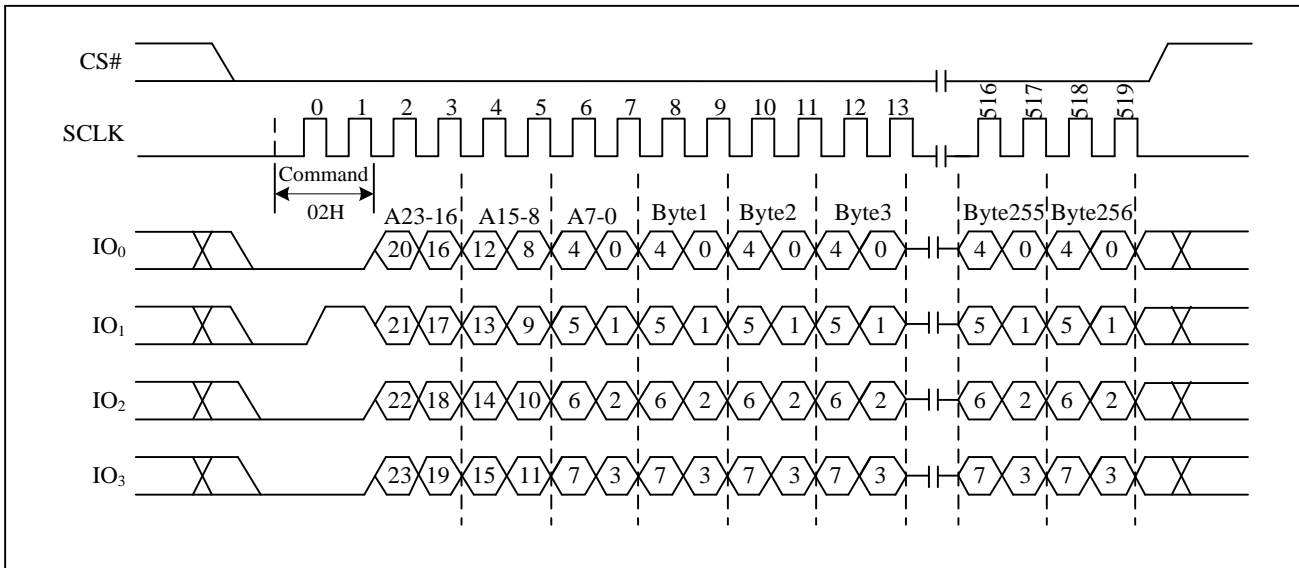 CS#
SCLK
0 1 2 3 4 5 6 7 8 9 10 11 12 13 516 517 518 519
Command
02H
A23-16 A15-8 A7-0 Byte1 Byte2 Byte3 Byte255 Byte256
IO0 20 16 12 8 4 0 4 0 4 0 4 0 4 0 4 0
IO1 21 17 13 9 5 1 5 1 5 1 5 1 5 1 5 1
IO2 22 18 14 10 6 2 6 2 6 2 6 2 6 2 6 2
IO3 23 19 15 11 7 3 7 3 7 3 7 3 7 3 7 3